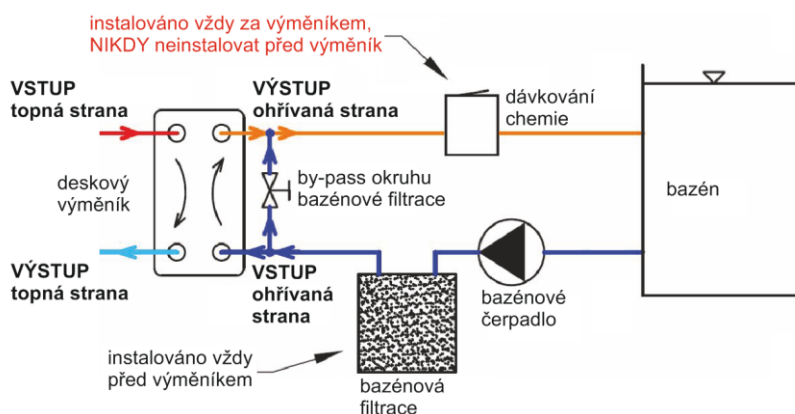 instalováno vždy za výměníkem,
NIKDY neinstalovat před výměník
VSTUP
topná strana
VÝSTUP
ohřívaná strana
dávkování
chemie
deskový
výměník
by-pass okruhu
bazénové filtrace
bazén
VÝSTUP
topná strana
VSTUP
ohřívaná
strana
bazénové
čerpadlo
instalováno vždy
před výměníkem
bazénová
filtrace